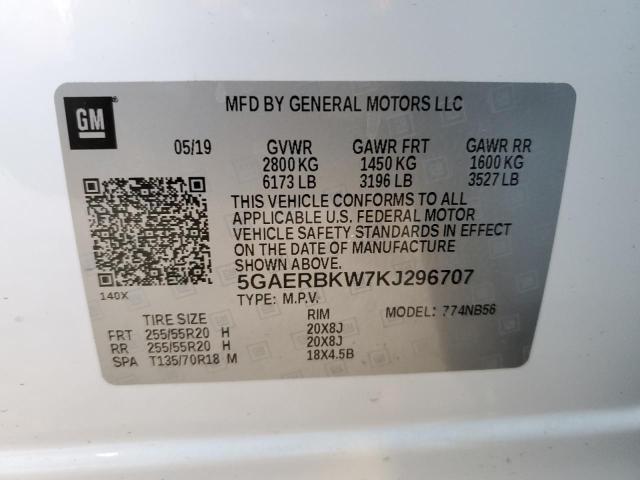 GM
MFD BY GENERAL MOTORS LLC
05/19 GVWR GAWR FRT GAWR RR
2800 KG 1450 KG 1600 KG
6173 LB 3196 LB 3527 LB
THIS VEHICLE CONFORMS TO ALL
APPLICABLE U.S. FEDERAL MOTOR
VEHICLE SAFETY STANDARDS IN EFFECT
ON THE DATE OF MANUFACTURE
SHOWN ABOVE.
140X
5GAERBKW7KJ296707
TYPE: M.P.V. MODEL: 774NB56
TIRE SIZE RIM
FRT 255/55R20 H 20X8J
RR 255/55R20 H 20X8J
SPA T135/70R18 M 18X4.5B